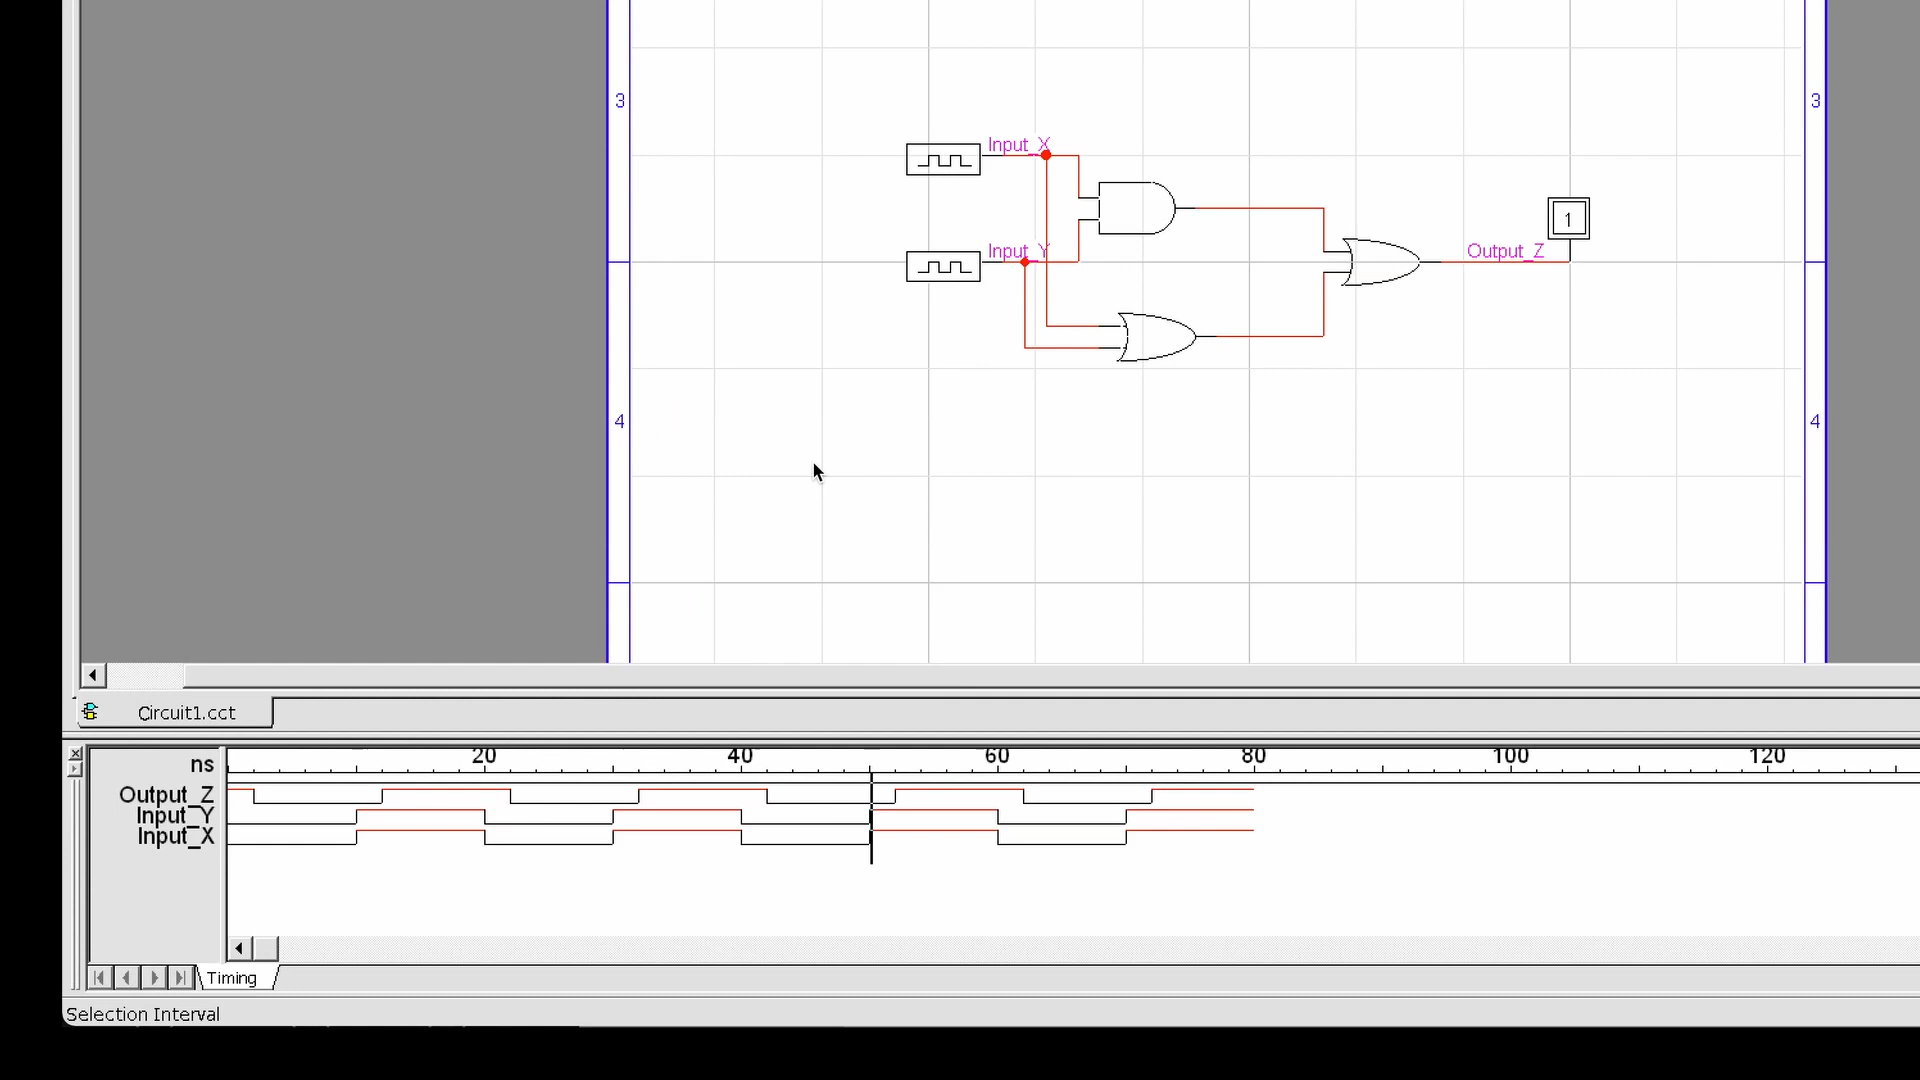 3
3
Input_X
1
Input_Y
Output_Z
4
4
Circuit1.cct
ns
20
40
60
80
100
120
Output_Z
Input_Y
Input_X
Timing
Selection Interval